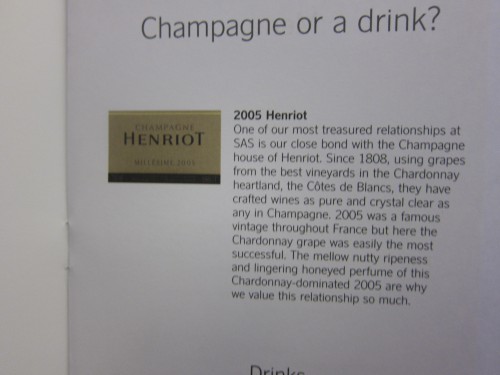 Champagne or a drink?
CHAMPAGNE
HENRIOT
MILLÉSIME 2005
2005 Henriot
One of our most treasured relationships at
SAS is our close bond with the Champagne
house of Henriot. Since 1808, using grapes
from the best vineyards in the Chardonnay
heartland, the Côtes de Blancs, they have
crafted wines as pure and crystal clear as
any in Champagne. 2005 was a famous
vintage throughout France but here the
Chardonnay grape was easily the most
successful. The mellow nutty ripeness
and lingering honeyed perfume of this
Chardonnay-dominated 2005 are why
we value this relationship so much.
Drinks